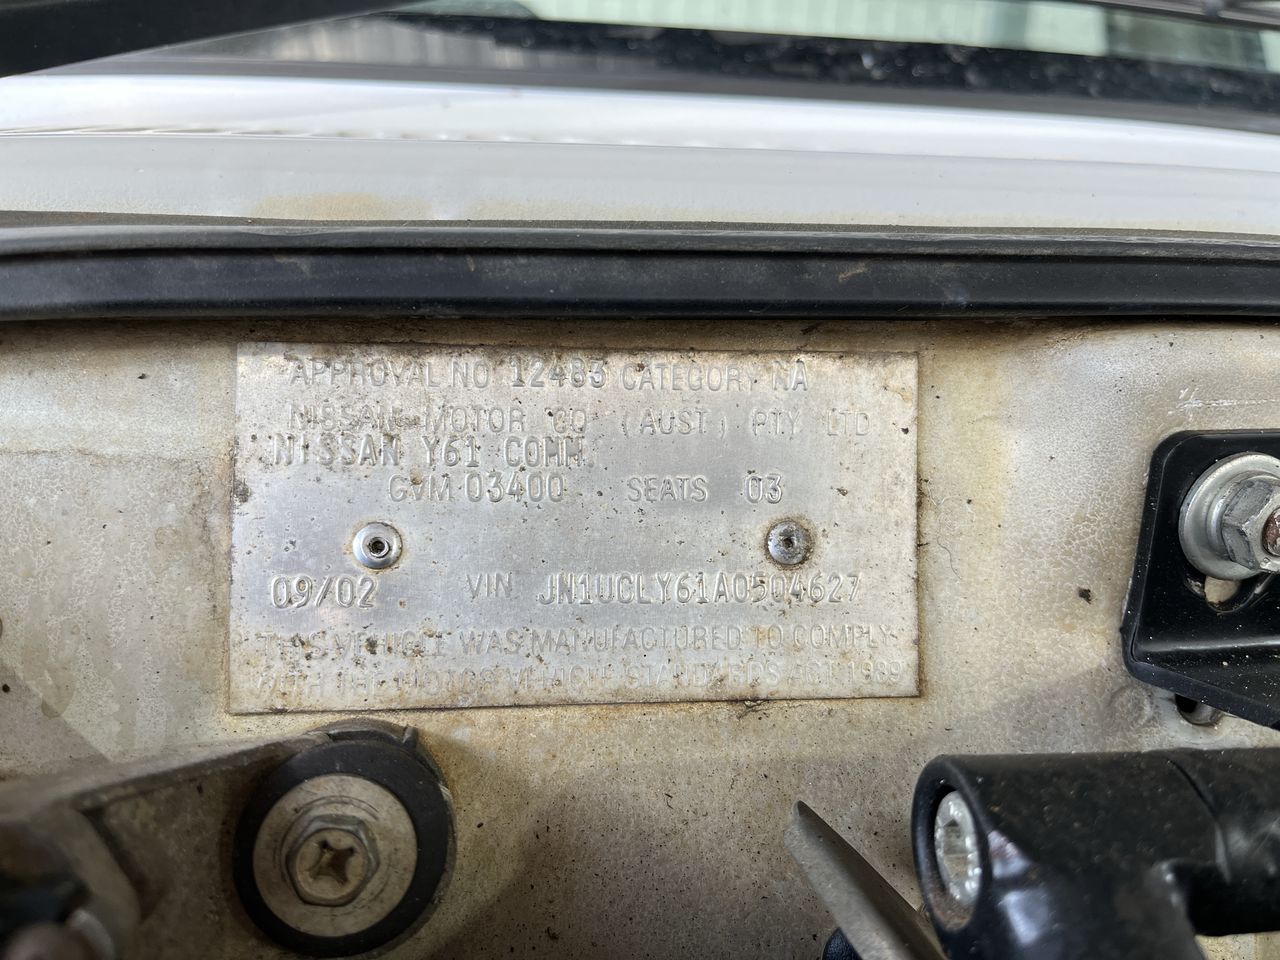 APPROVAL NO 12483 CATEGORY NA
NISSAN MOTOR CO (AUST) PTY LTD
NISSAN Y61 COMM.
GVM 03400 SEATS 03
09/02 VIN JN1UCLY61A0504627
THIS VEHICLE WAS MANUFACTURED TO COMPLY
WITH THE MOTOR VEHICLE STANDARDS ACT 1989